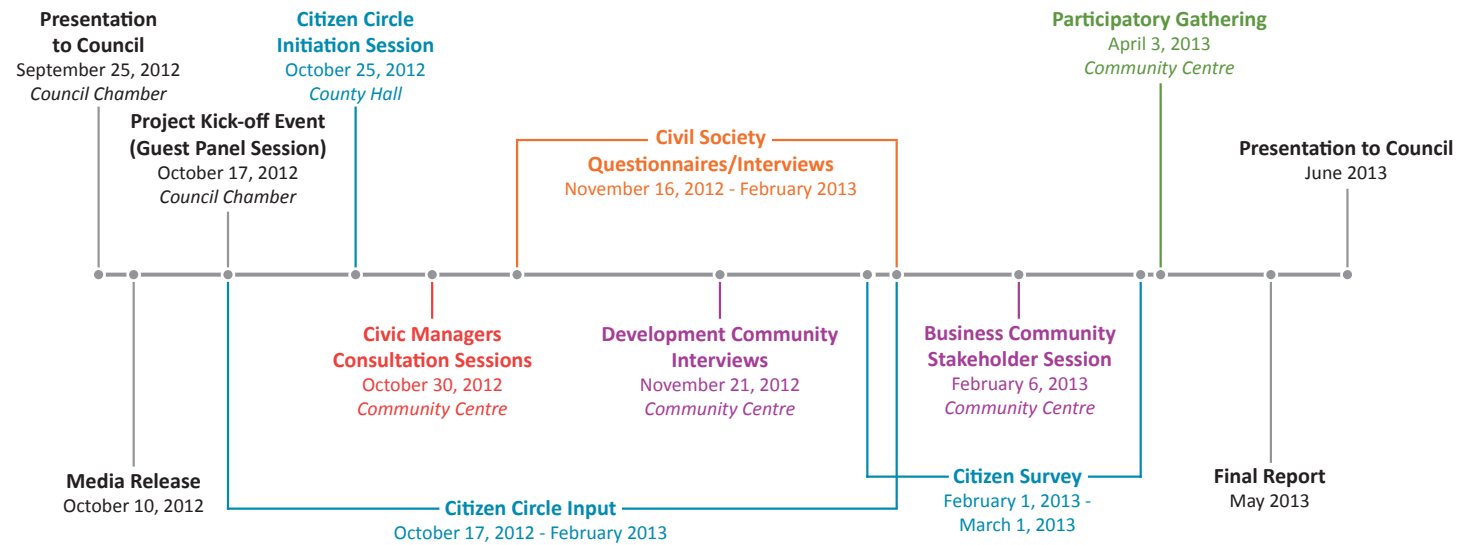 Presentation
to Council
September 25, 2012
Council Chamber
Project Kick-off Event
(Guest Panel Session)
October 17, 2012
Council Chamber
Citizen Circle
Initiation Session
October 25, 2012
County Hall
Civil Society
Questionnaires/Interviews
November 16, 2012 - February 2013
Participatory Gathering
April 3, 2013
Community Centre
Presentation to Council
June 2013
Media Release
October 10, 2012
Citizen Circle Input
October 17, 2012 - February 2013
Civic Managers
Consultation Sessions
October 30, 2012
Community Centre
Development Community
Interviews
November 21, 2012
Community Centre
Business Community
Stakeholder Session
February 6, 2013
Community Centre
Citizen Survey
February 1, 2013 -
March 1, 2013
Final Report
May 2013